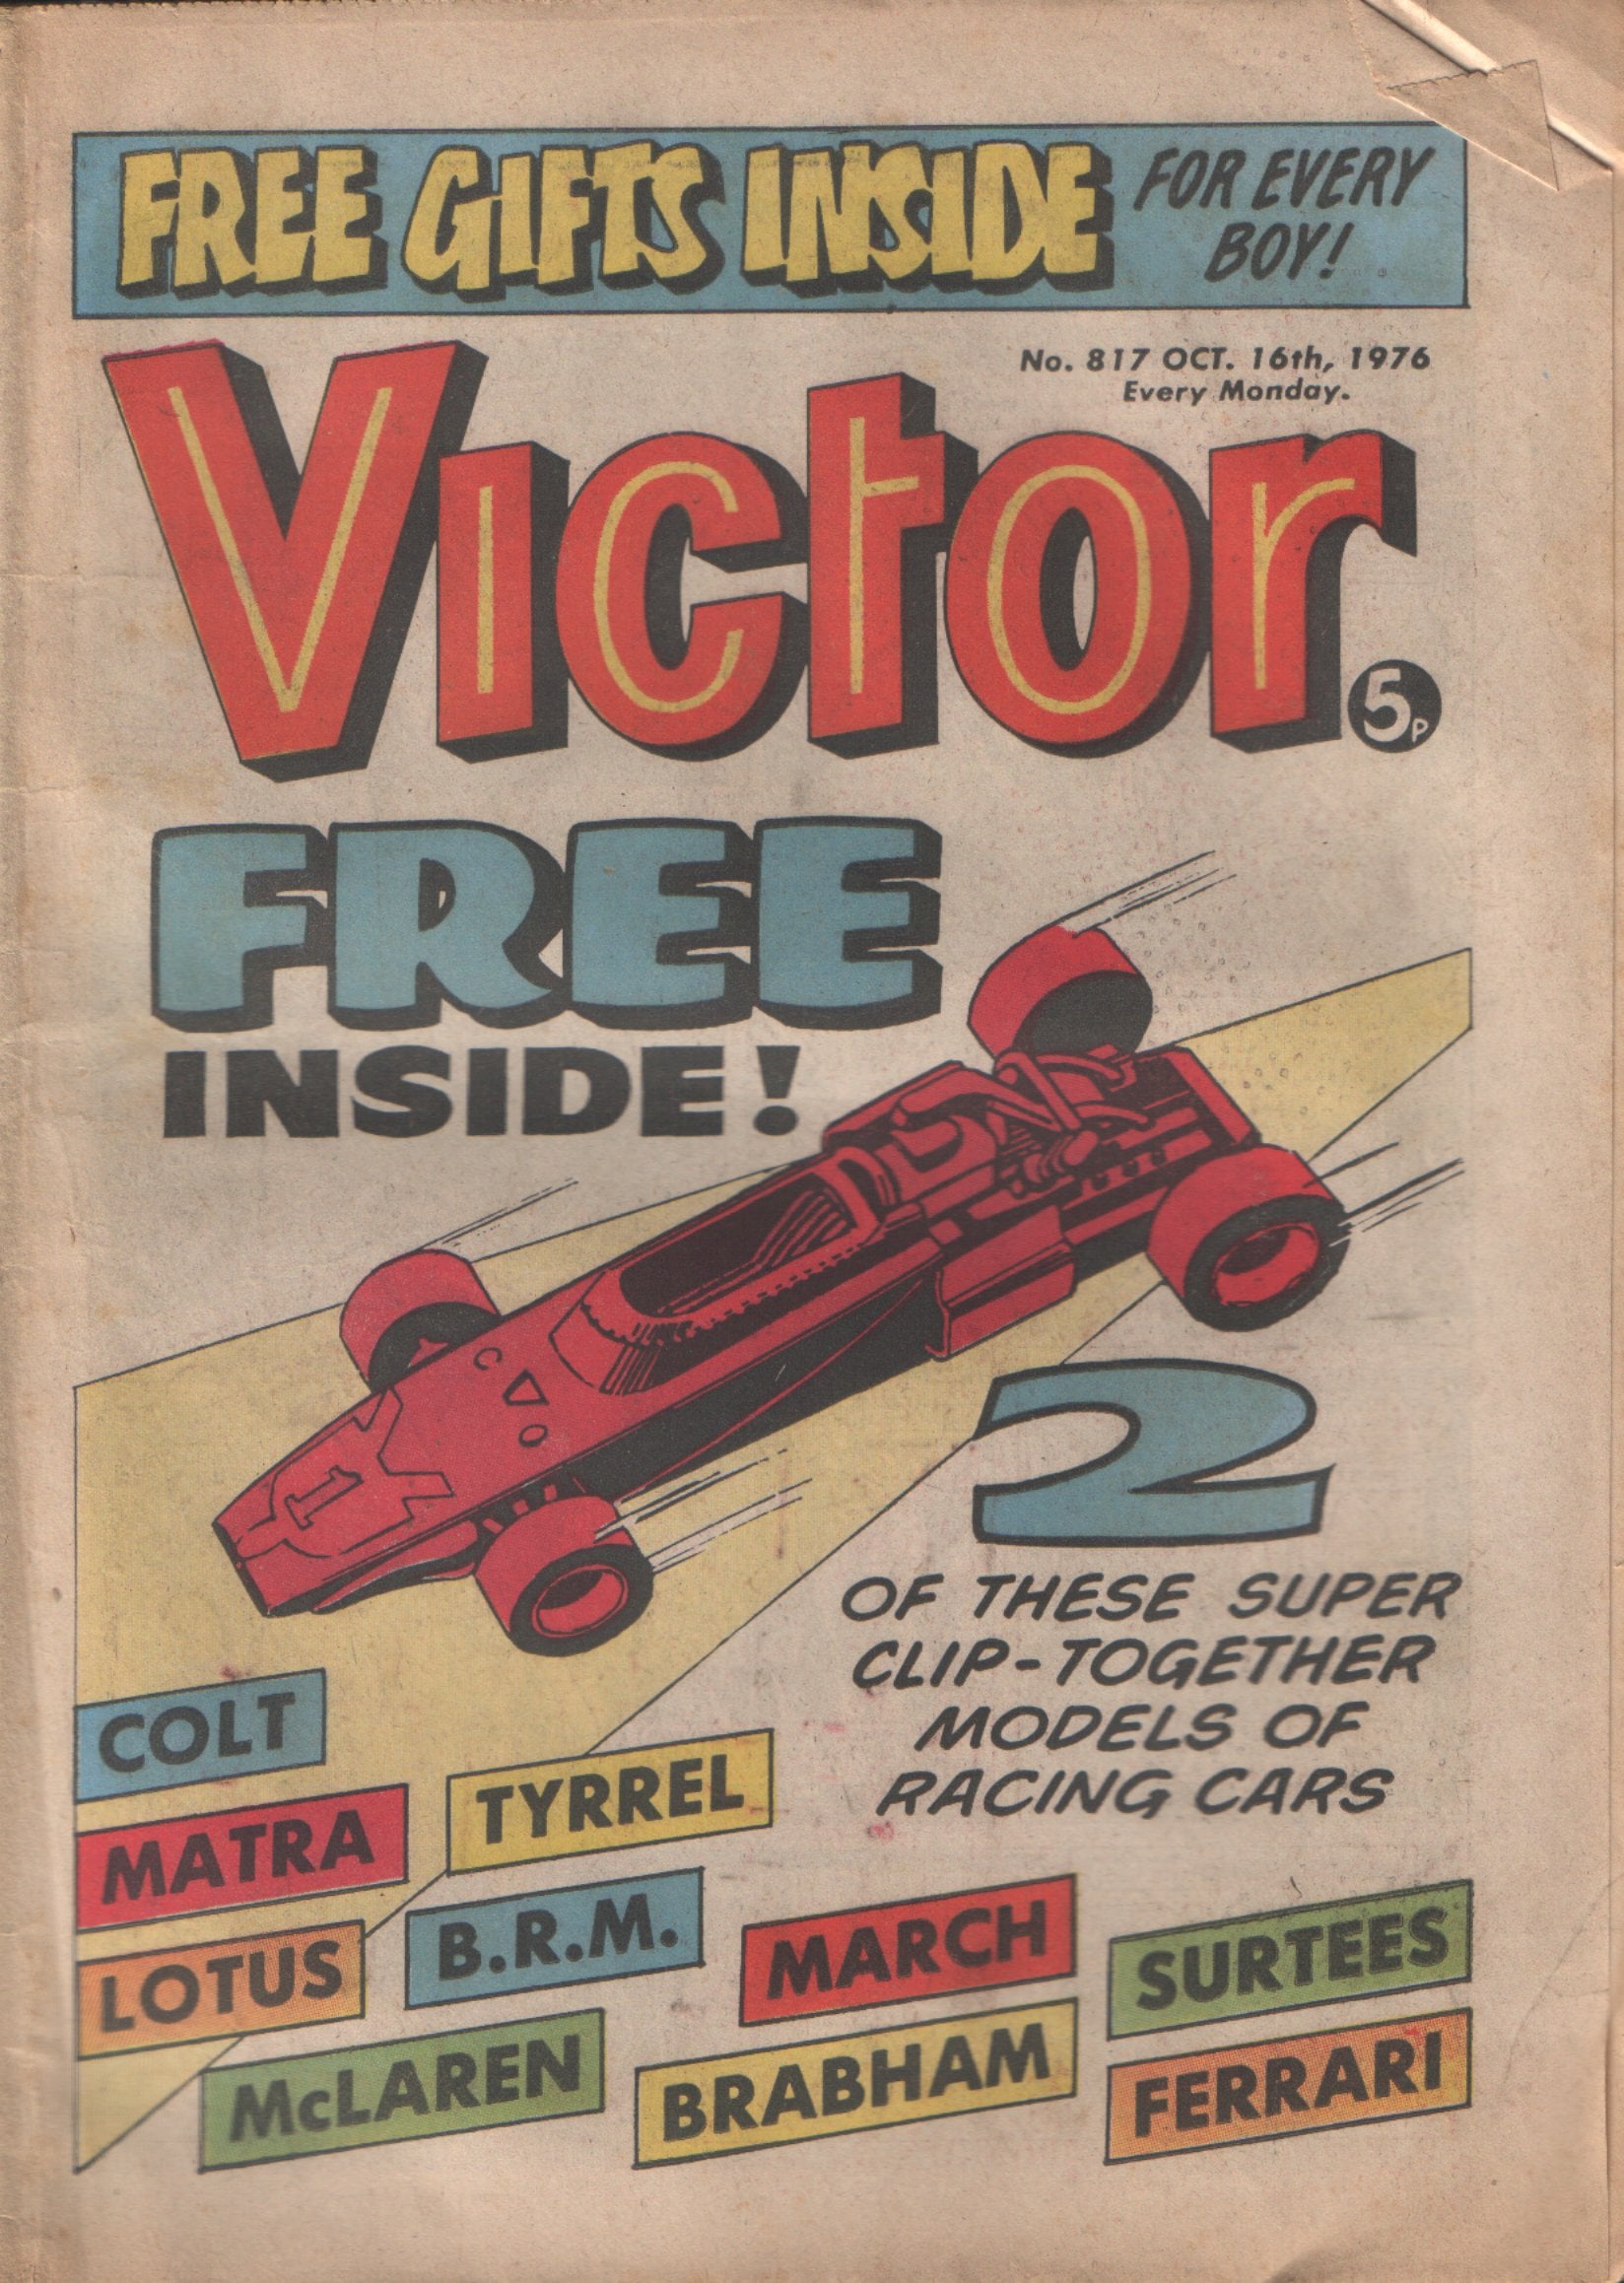 FREE GIFTS INSIDE FOR EVERY
BOY!
No. 817 OCT. 16th, 1976
Every Monday.
Victor
5p
FREE
INSIDE!
C O
1
2
OF THESE SUPER
CLIP-TOGETHER
MODELS OF
RACING CARS
COLT
MATRA
TYRREL
LOTUS
B.R.M.
MARCH
SURTEES
McLAREN
BRABHAM
FERRARI